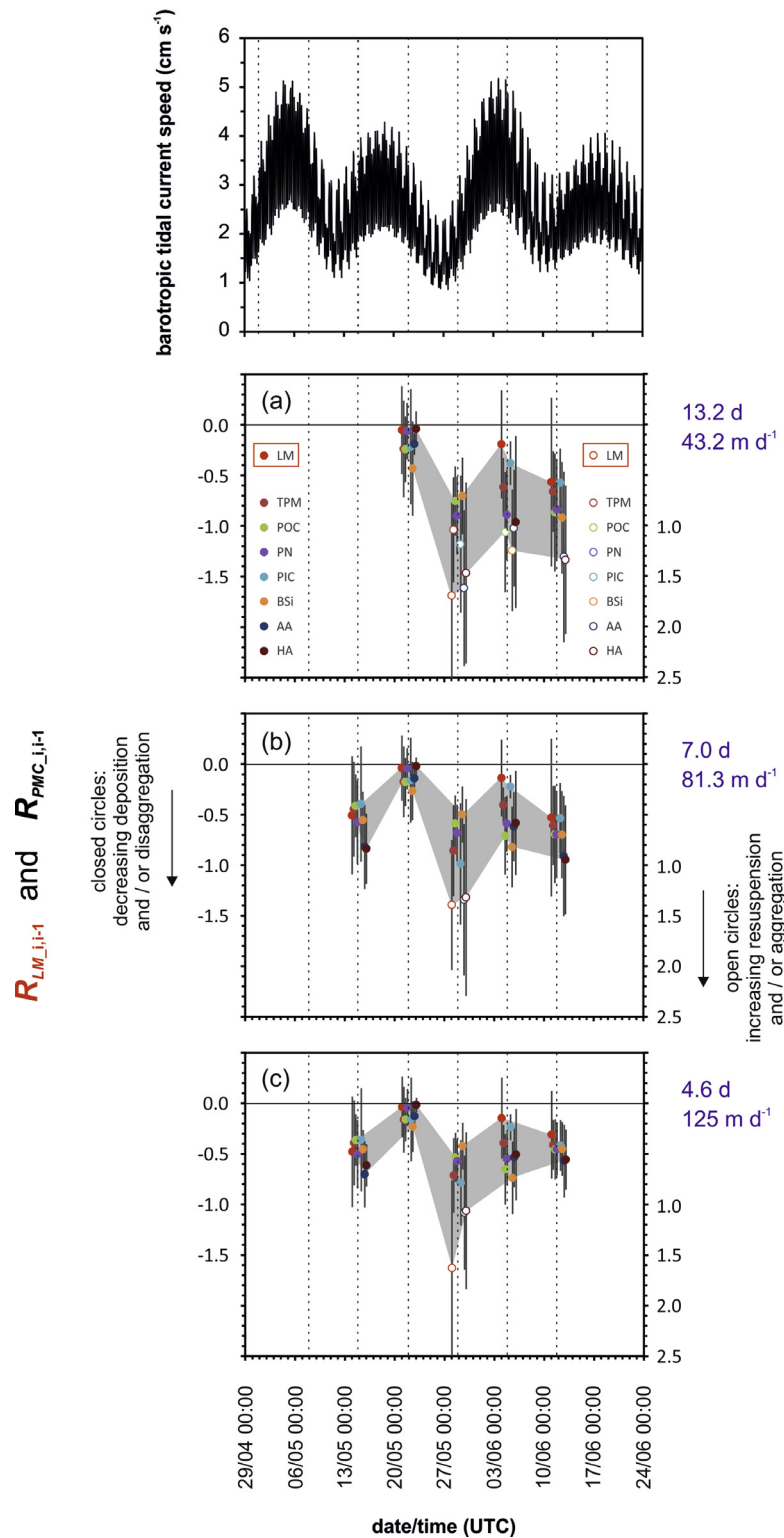 barotropic tidal current speed (cm s⁻¹)
6
5
4
3
2
1
0
(a)
0.0
-0.5
-1.0
-1.5
LM
TPM
POC
PN
PIC
BSi
AA
HA
LM
TPM
POC
PN
PIC
BSi
AA
HA
1.0
1.5
2.0
2.5
13.2 d
43.2 m d⁻¹
R_LM_i,i-1 and R_PMC_i,i-1
closed circles:
decreasing deposition
and / or disaggregation
(b)
0.0
-0.5
-1.0
-1.5
1.0
1.5
2.0
2.5
7.0 d
81.3 m d⁻¹
open circles:
increasing resuspension
and / or aggregation
(c)
0.0
-0.5
-1.0
-1.5
1.0
1.5
2.0
2.5
4.6 d
125 m d⁻¹
29/04 00:00
06/05 00:00
13/05 00:00
20/05 00:00
27/05 00:00
03/06 00:00
10/06 00:00
17/06 00:00
24/06 00:00
date/time (UTC)